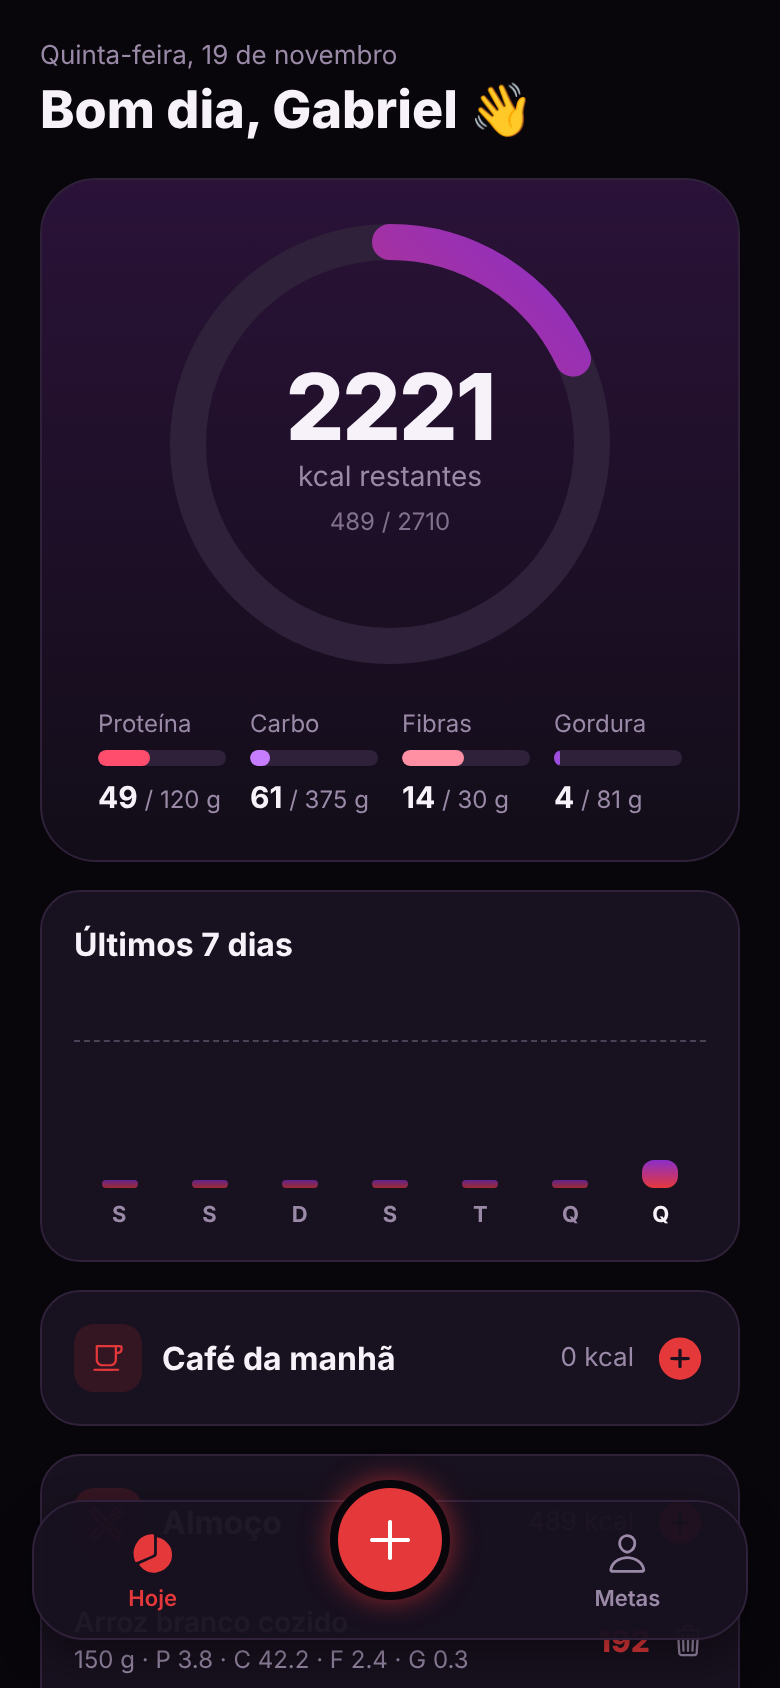 Quinta-feira, 19 de novembro
Bom dia, Gabriel 👋
2221
kcal restantes
489 / 2710
Proteína Carbo Fibras Gordura
49 / 120 g 61 / 375 g 14 / 30 g 4 / 81 g
Últimos 7 dias
S S D S T Q Q
Café da manhã 0 kcal
Almoço 489 kcal
Hoje Metas
Arroz branco cozido 192
150 g · P 3.8 · C 42.2 · F 2.4 · G 0.3